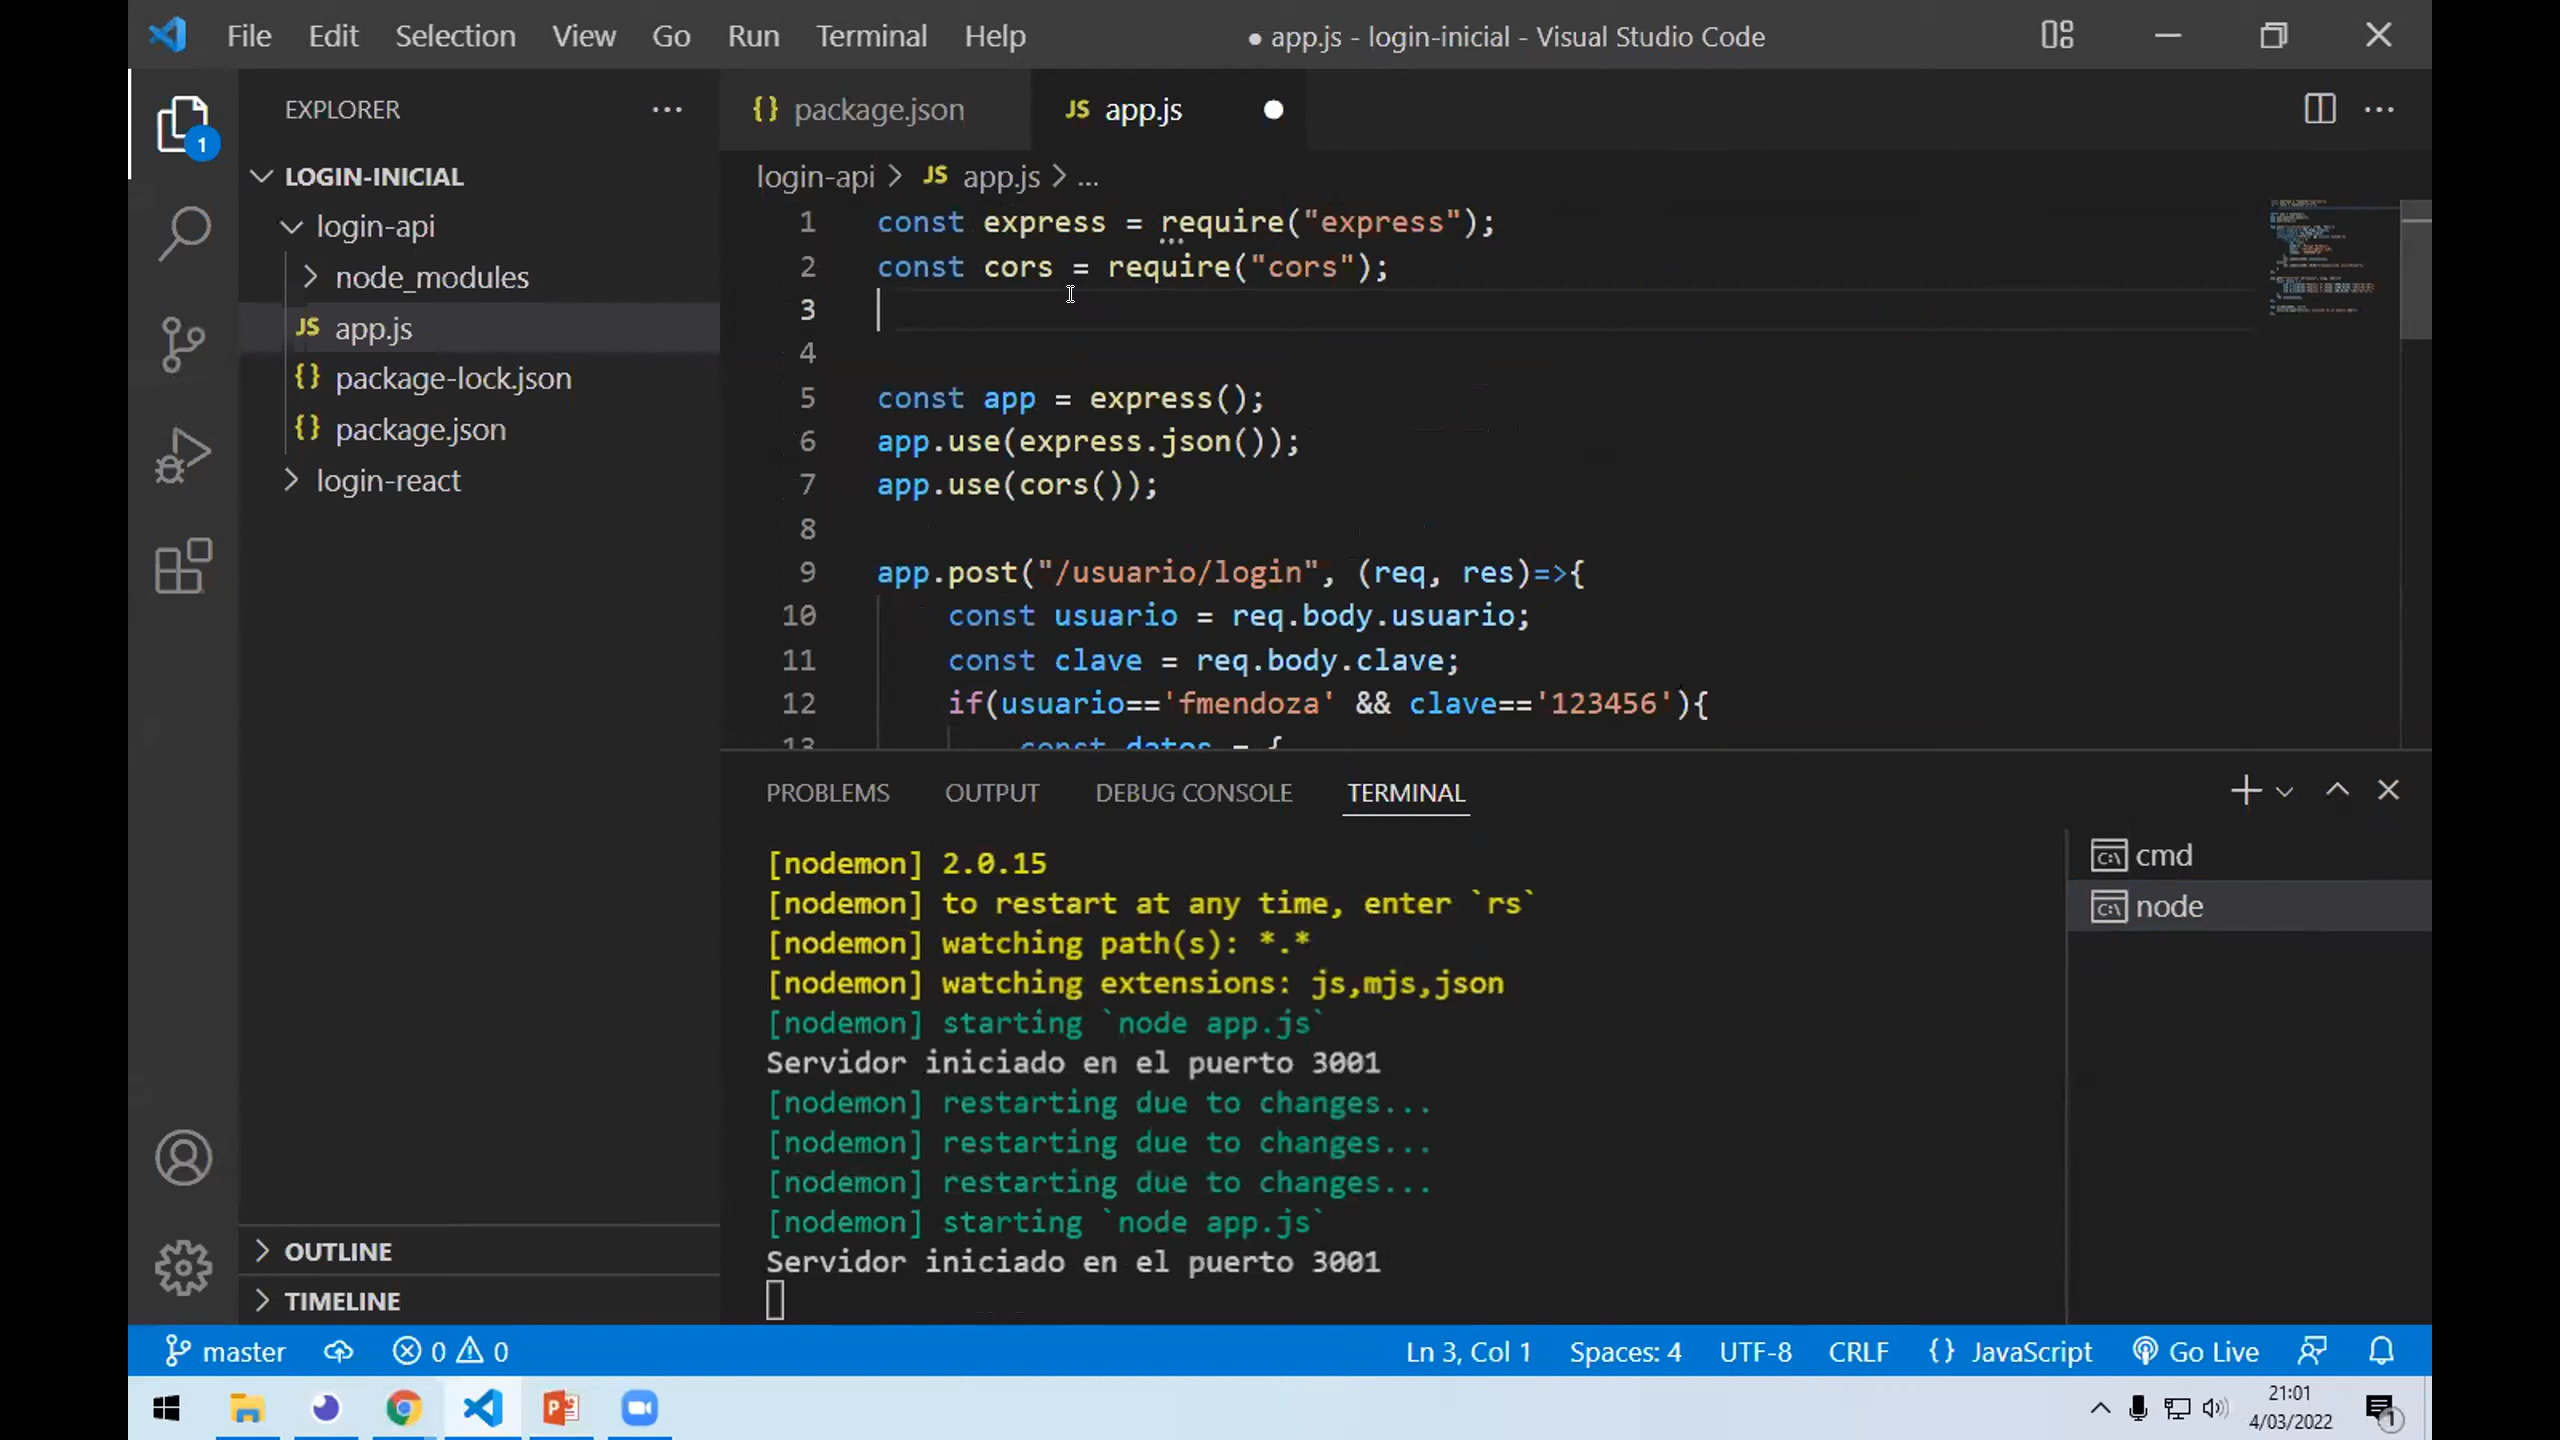 File Edit Selection View Go Run Terminal Help
● app.js - login-inicial - Visual Studio Code
EXPLORER
LOGIN-INICIAL
login-api
node_modules
JS app.js
{} package-lock.json
{} package.json
login-react
OUTLINE
TIMELINE
1
{} package.json
JS app.js
login-api > JS app.js > ...
1 const express = require("express");
2 const cors = require("cors");
3
4
5 const app = express();
6 app.use(express.json());
7 app.use(cors());
8
9 app.post("/usuario/login", (req, res)=>{
10 const usuario = req.body.usuario;
11 const clave = req.body.clave;
12 if(usuario=='fmendoza' && clave=='123456'){
13 const datos = {
PROBLEMS OUTPUT DEBUG CONSOLE TERMINAL
[nodemon] 2.0.15
[nodemon] to restart at any time, enter `rs`
[nodemon] watching path(s): *.*
[nodemon] watching extensions: js,mjs,json
[nodemon] starting `node app.js`
Servidor iniciado en el puerto 3001
[nodemon] restarting due to changes...
[nodemon] restarting due to changes...
[nodemon] restarting due to changes...
[nodemon] starting `node app.js`
Servidor iniciado en el puerto 3001
cmd
node
master 0 0 Ln 3, Col 1 Spaces: 4 UTF-8 CRLF {} JavaScript Go Live
21:01
4/03/2022
1